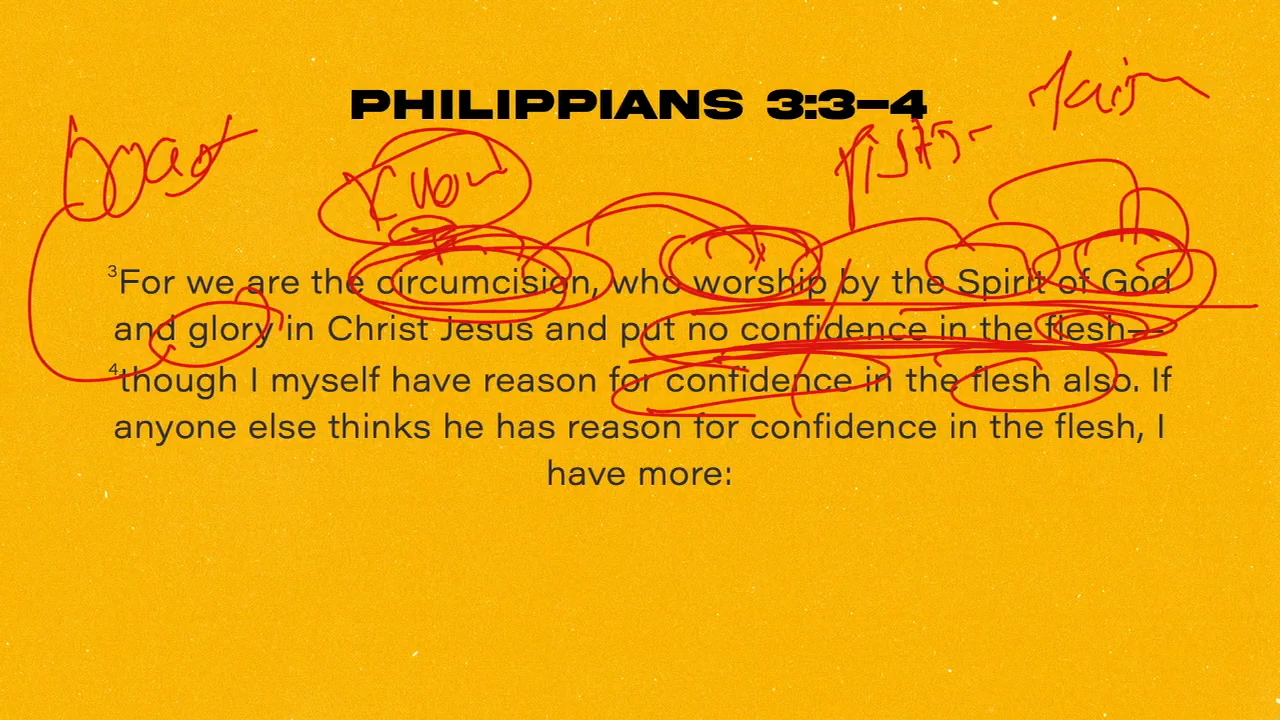 PHILIPPIANS 3:3–4
boast
³For we are the circumcision, who worship by the Spirit of God
and glory in Christ Jesus and put no confidence in the flesh—
⁴though I myself have reason for confidence in the flesh also. If
anyone else thinks he has reason for confidence in the flesh, I
have more: